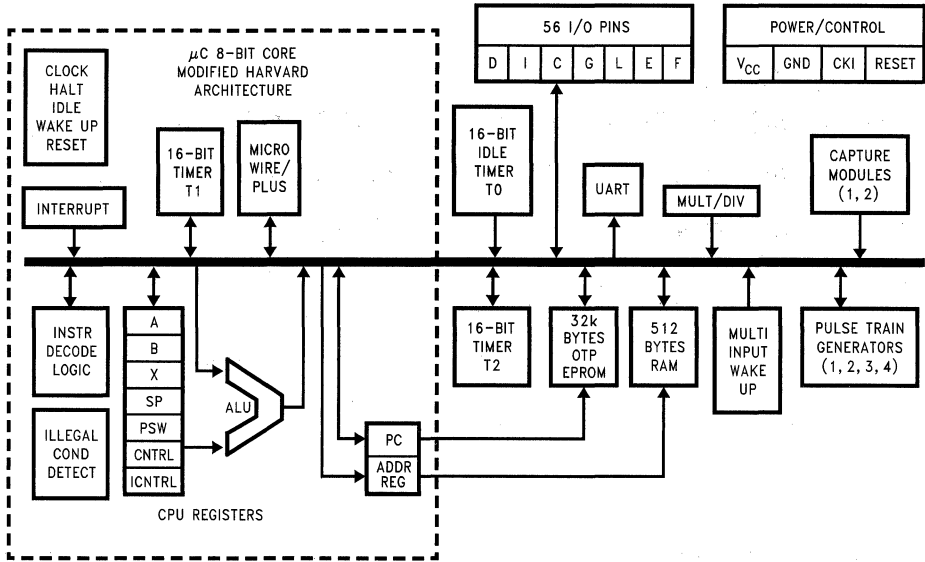 μC 8-BIT CORE
MODIFIED HARVARD
ARCHITECTURE
CLOCK
HALT
IDLE
WAKE UP
RESET
16-BIT
TIMER
T1
MICRO
WIRE/
PLUS
INTERRUPT
56 I/O PINS
D I C G L E F
POWER/CONTROL
VCC GND CKI RESET
16-BIT
IDLE
TIMER
T0
UART
MULT/DIV
CAPTURE
MODULES
(1, 2)
INSTR
DECODE
LOGIC
ILLEGAL
COND
DETECT
A
B
X
SP
PSW
CNTRL
ICNTRL
CPU REGISTERS
ALU
PC
ADDR
REG
16-BIT
TIMER
T2
32k
BYTES
OTP
EPROM
512
BYTES
RAM
MULTI
INPUT
WAKE
UP
PULSE TRAIN
GENERATORS
(1, 2, 3, 4)